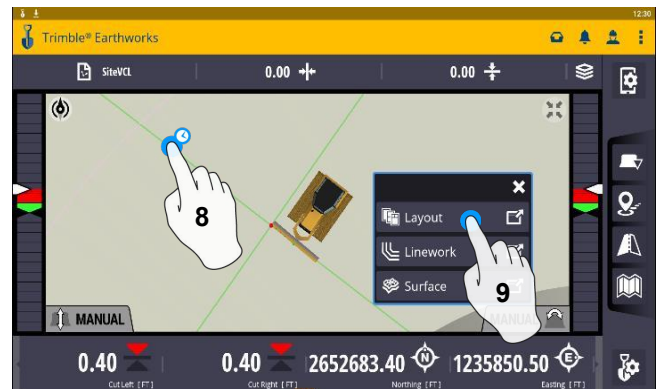 12:30
Trimble® Earthworks
SiteVCL 0.00 0.00
8
Layout
Linework
Surface
9
MANUAL MANUAL
0.40 0.40 2652683.40 N 1235850.50 E
Cut Left [FT] Cut Right [FT] Northing [FT] Easting [FT]